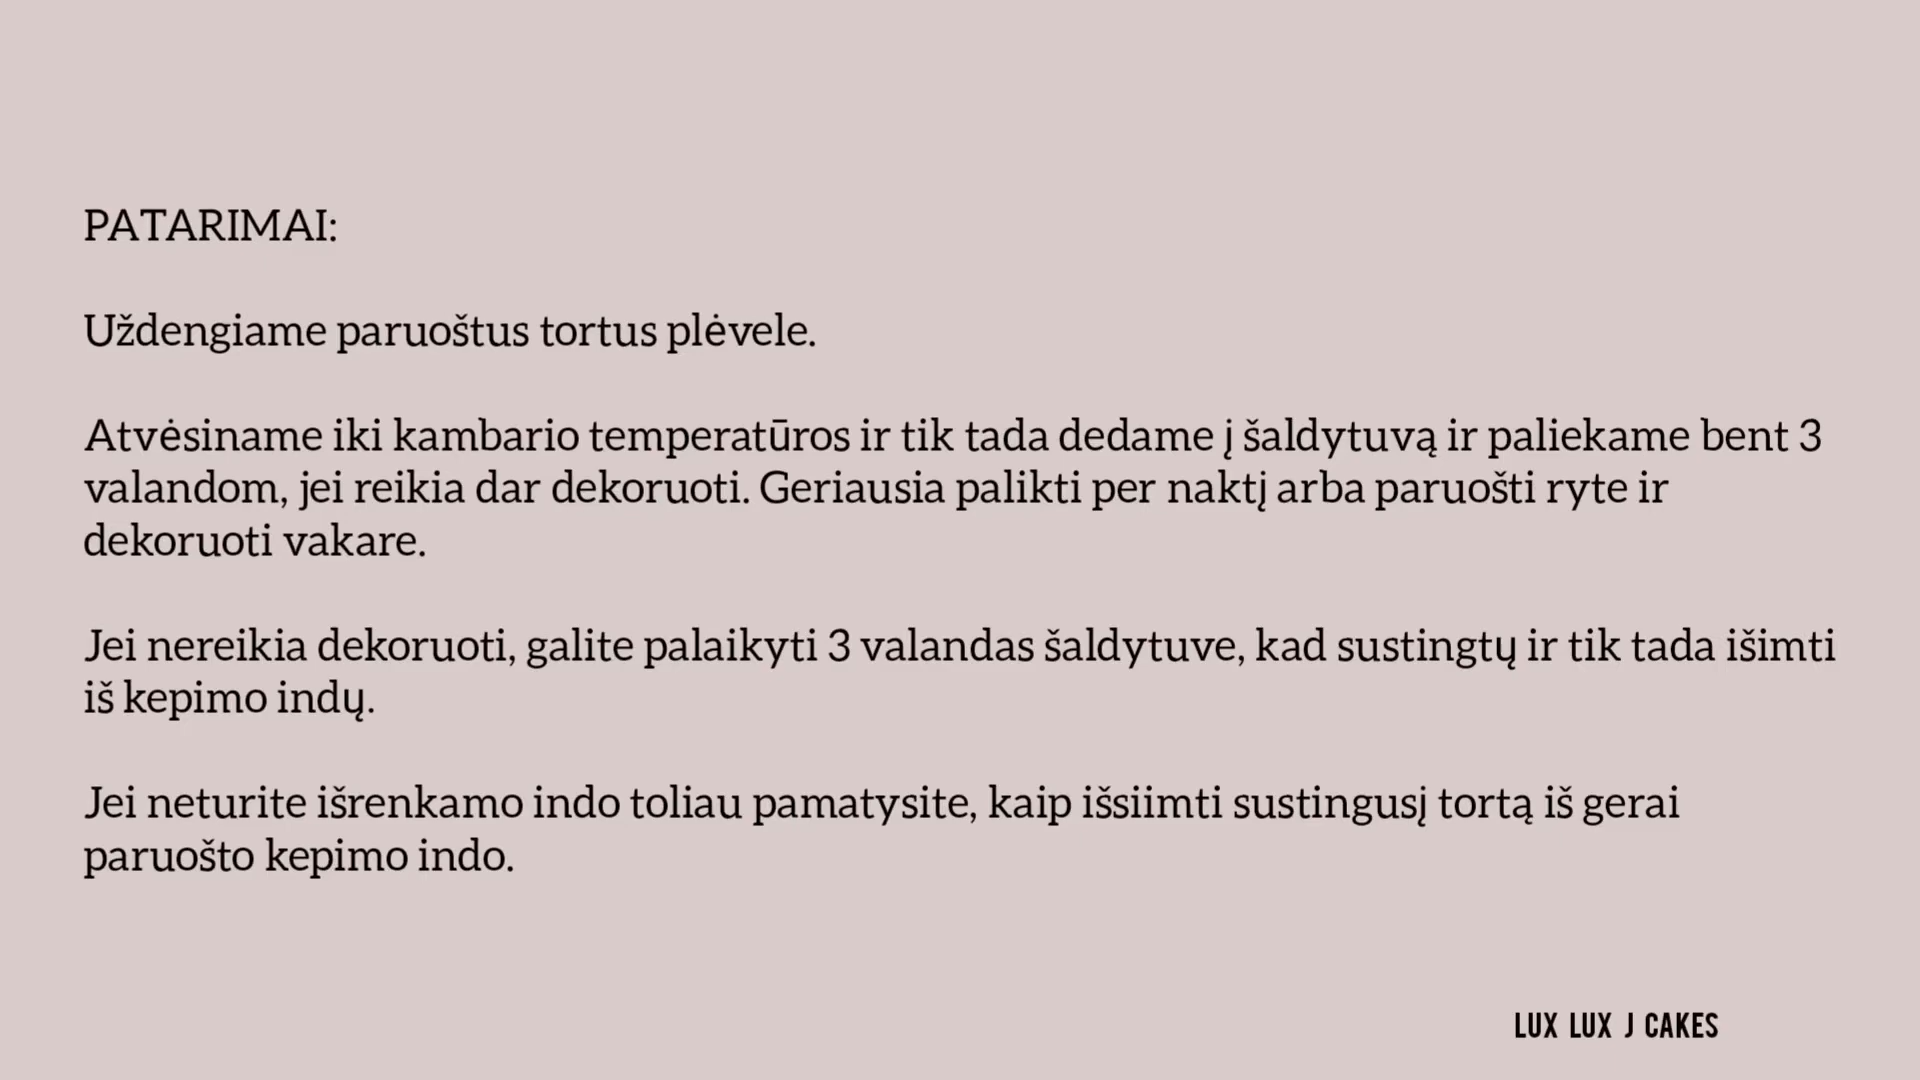 PATARIMAI:
Uždengiame paruoštus tortus plėvele.
Atvėsiname iki kambario temperatūros ir tik tada dedame į šaldytuvą ir paliekame bent 3
valandom, jei reikia dar dekoruoti. Geriausia palikti per naktį arba paruošti ryte ir
dekoruoti vakare.
Jei nereikia dekoruoti, galite palaikyti 3 valandas šaldytuve, kad sustingtų ir tik tada išimti
iš kepimo indų.
Jei neturite išrenkamo indo toliau pamatysite, kaip išsiimti sustingusį tortą iš gerai
paruošto kepimo indo.
LUX LUX J CAKES